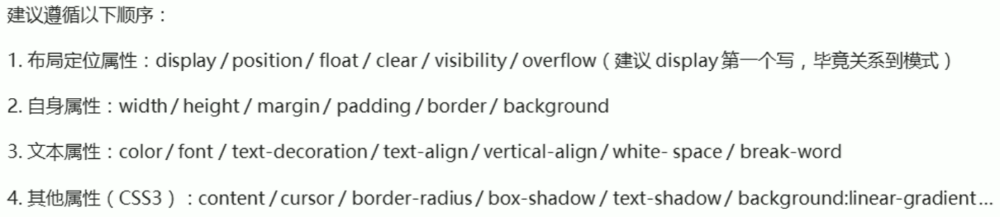 建议遵循以下顺序：
1. 布局定位属性：display / position / float / clear / visibility / overflow（建议 display 第一个写，毕竟关系到模式）
2. 自身属性：width / height / margin / padding / border / background
3. 文本属性：color / font / text-decoration / text-align / vertical-align / white- space / break-word
4. 其他属性（CSS3）：content / cursor / border-radius / box-shadow / text-shadow / background:linear-gradient...